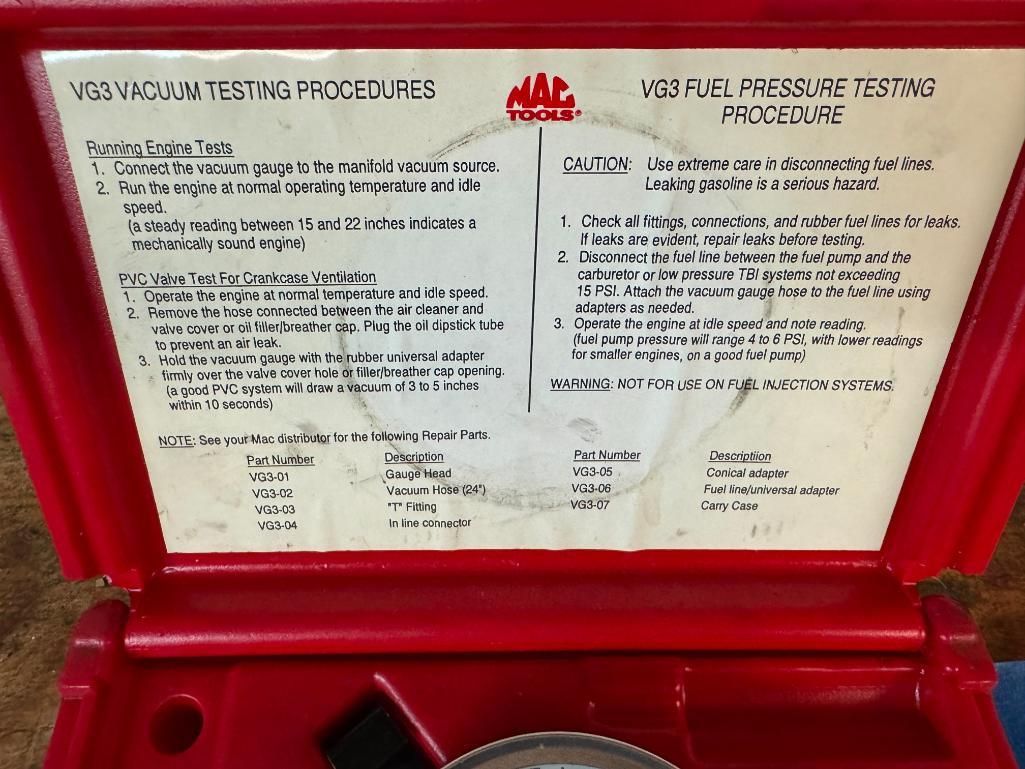 VG3 VACUUM TESTING PROCEDURES
Running Engine Tests
1. Connect the vacuum gauge to the manifold vacuum source.
2. Run the engine at normal operating temperature and idle
speed.
(a steady reading between 15 and 22 inches indicates a
mechanically sound engine)
PVC Valve Test For Crankcase Ventilation
1. Operate the engine at normal temperature and idle speed.
2. Remove the hose connected between the air cleaner and
valve cover or oil filler/breather cap. Plug the oil dipstick tube
to prevent an air leak.
3. Hold the vacuum gauge with the rubber universal adapter
firmly over the valve cover hole or filler/breather cap opening.
(a good PVC system will draw a vacuum of 3 to 5 inches
within 10 seconds)
MAC
TOOLS®
VG3 FUEL PRESSURE TESTING
PROCEDURE
CAUTION: Use extreme care in disconnecting fuel lines.
Leaking gasoline is a serious hazard.
1. Check all fittings, connections, and rubber fuel lines for leaks.
If leaks are evident, repair leaks before testing.
2. Disconnect the fuel line between the fuel pump and the
carburetor or low pressure TBI systems not exceeding
15 PSI. Attach the vacuum gauge hose to the fuel line using
adapters as needed.
3. Operate the engine at idle speed and note reading.
(fuel pump pressure will range 4 to 6 PSI, with lower readings
for smaller engines, on a good fuel pump)
WARNING: NOT FOR USE ON FUEL INJECTION SYSTEMS.
NOTE: See your Mac distributor for the following Repair Parts.
Part Number Description Part Number Descriptiion
VG3-01 Gauge Head VG3-05 Conical adapter
VG3-02 Vacuum Hose (24") VG3-06 Fuel line/universal adapter
VG3-03 "T" Fitting VG3-07 Carry Case
VG3-04 In line connector